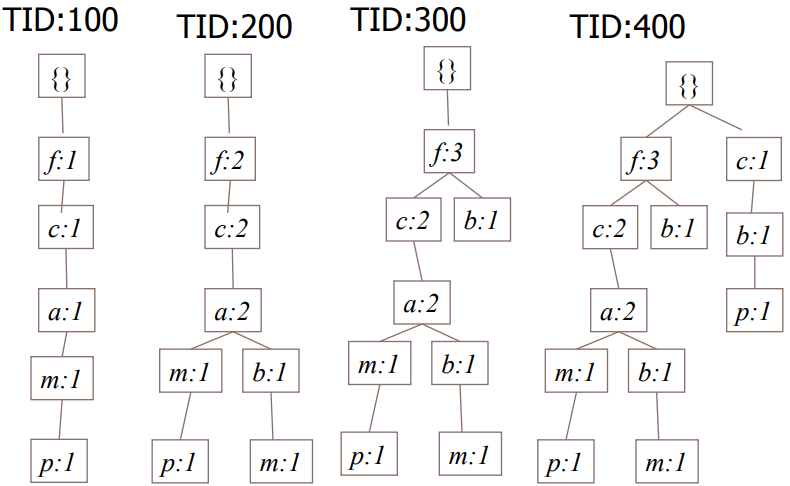 TID:100
{}
f:1
c:1
a:1
m:1
p:1
TID:200
{}
f:2
c:2
a:2
m:1 b:1
p:1 m:1
TID:300
{}
f:3
c:2 b:1
a:2
m:1 b:1
p:1 m:1
TID:400
{}
f:3 c:1
c:2 b:1 b:1
a:2 p:1
m:1 b:1
p:1 m:1